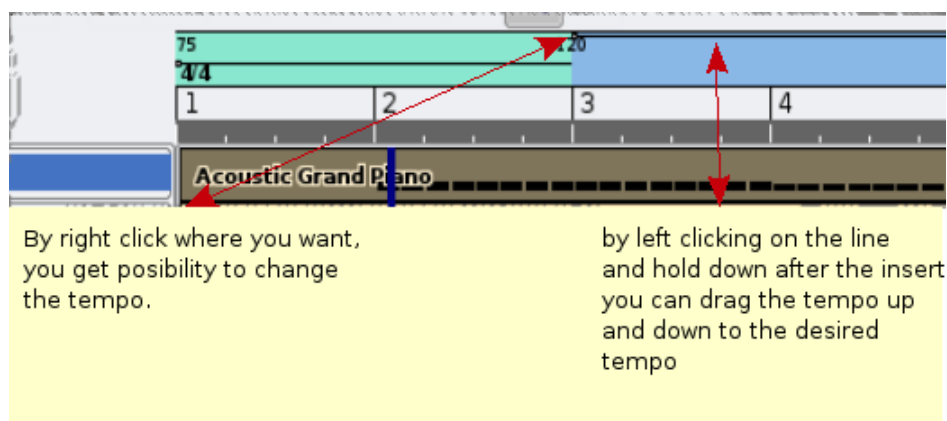 75
120
4/4
1
2
3
4
Acoustic Grand Piano
By right click where you want,
you get posibility to change
the tempo.
by left clicking on the line
and hold down after the insert
you can drag the tempo up
and down to the desired
tempo